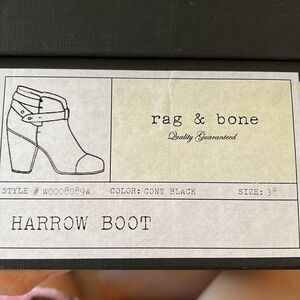 rag & bone
Quality Guaranteed
STYLE # W0008089A COLOR: CONT BLACK SIZE: 38
HARROW BOOT